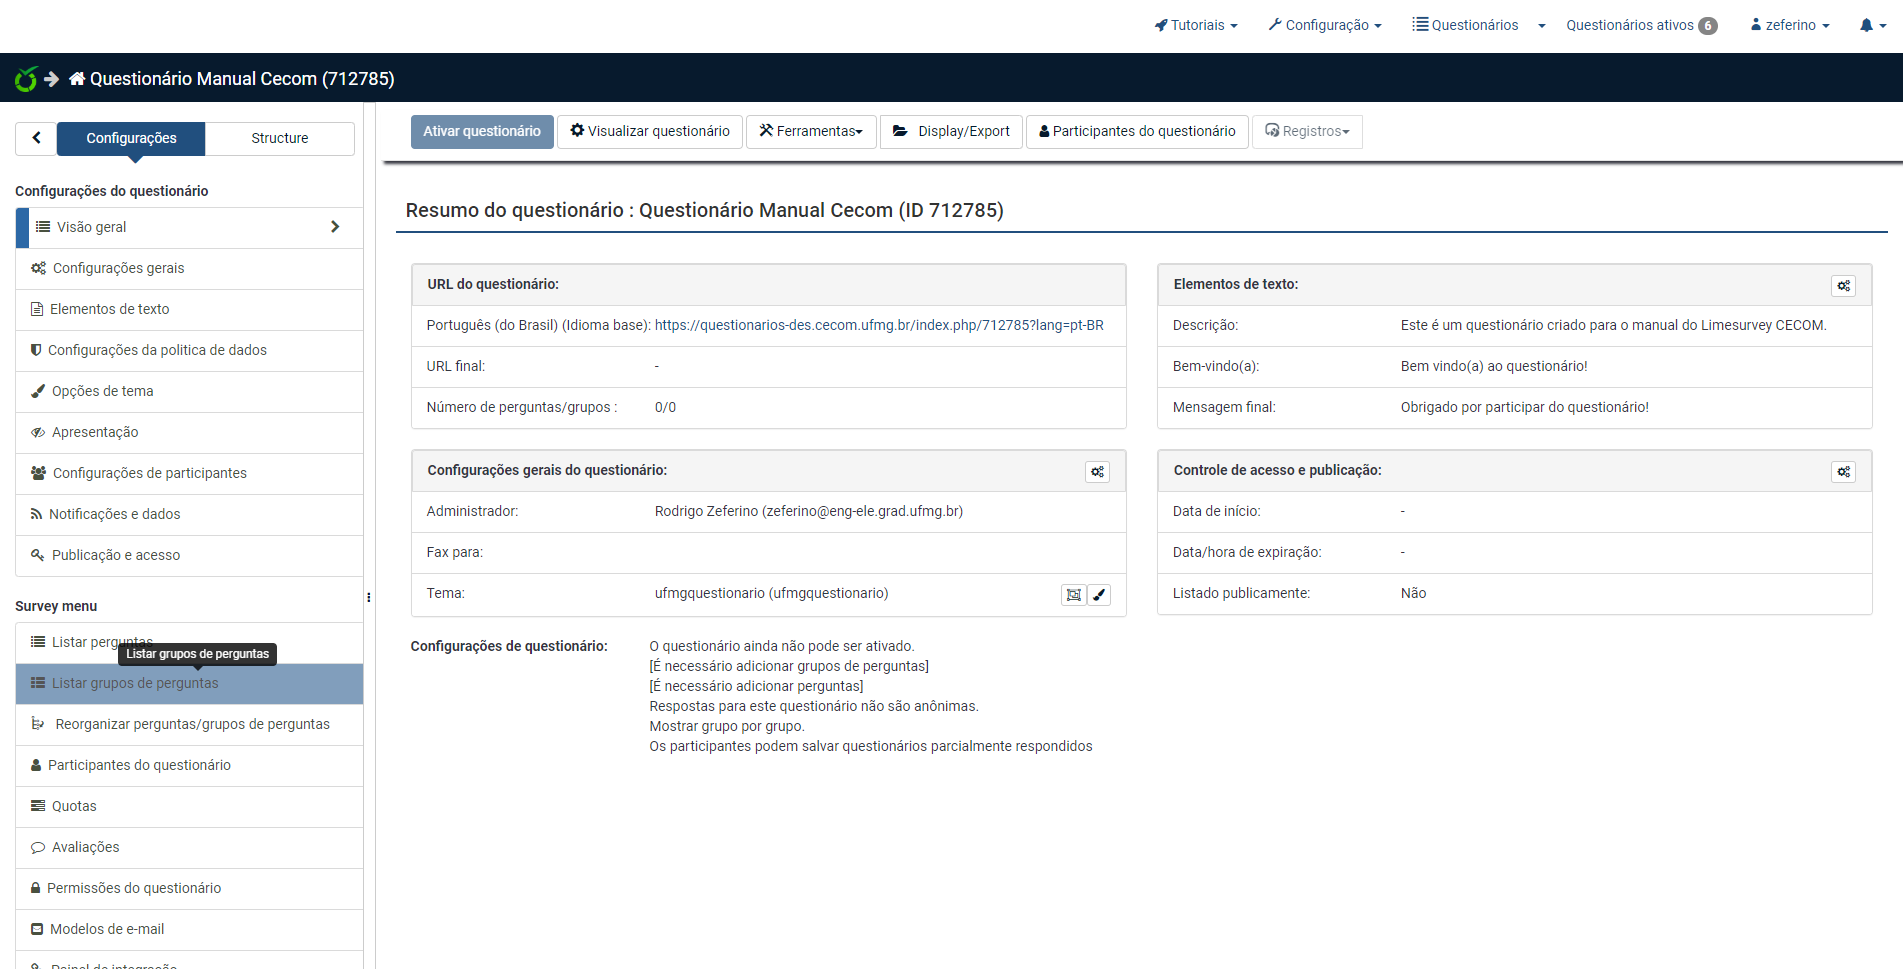 Tutoriais
Configuração
Questionários
Questionários ativos 6
zeferino
Questionário Manual Cecom (712785)
Configurações
Structure
Ativar questionário
Visualizar questionário
Ferramentas
Display/Export
Participantes do questionário
Registros
Configurações do questionário
Visão geral
Configurações gerais
Elementos de texto
Configurações da politica de dados
Opções de tema
Apresentação
Configurações de participantes
Notificações e dados
Publicação e acesso
Survey menu
Listar perguntas
Listar grupos de perguntas
Listar grupos de perguntas
Reorganizar perguntas/grupos de perguntas
Participantes do questionário
Quotas
Avaliações
Permissões do questionário
Modelos de e-mail
Painel de integração
Resumo do questionário : Questionário Manual Cecom (ID 712785)
URL do questionário:
Português (do Brasil) (Idioma base): https://questionarios-des.cecom.ufmg.br/index.php/712785?lang=pt-BR
URL final: -
Número de perguntas/grupos : 0/0
Elementos de texto:
Descrição: Este é um questionário criado para o manual do Limesurvey CECOM.
Bem-vindo(a): Bem vindo(a) ao questionário!
Mensagem final: Obrigado por participar do questionário!
Configurações gerais do questionário:
Administrador: Rodrigo Zeferino (zeferino@eng-ele.grad.ufmg.br)
Fax para:
Tema: ufmgquestionario (ufmgquestionario)
Controle de acesso e publicação:
Data de início: -
Data/hora de expiração: -
Listado publicamente: Não
Configurações de questionário: O questionário ainda não pode ser ativado.
[É necessário adicionar grupos de perguntas]
[É necessário adicionar perguntas]
Respostas para este questionário não são anônimas.
Mostrar grupo por grupo.
Os participantes podem salvar questionários parcialmente respondidos